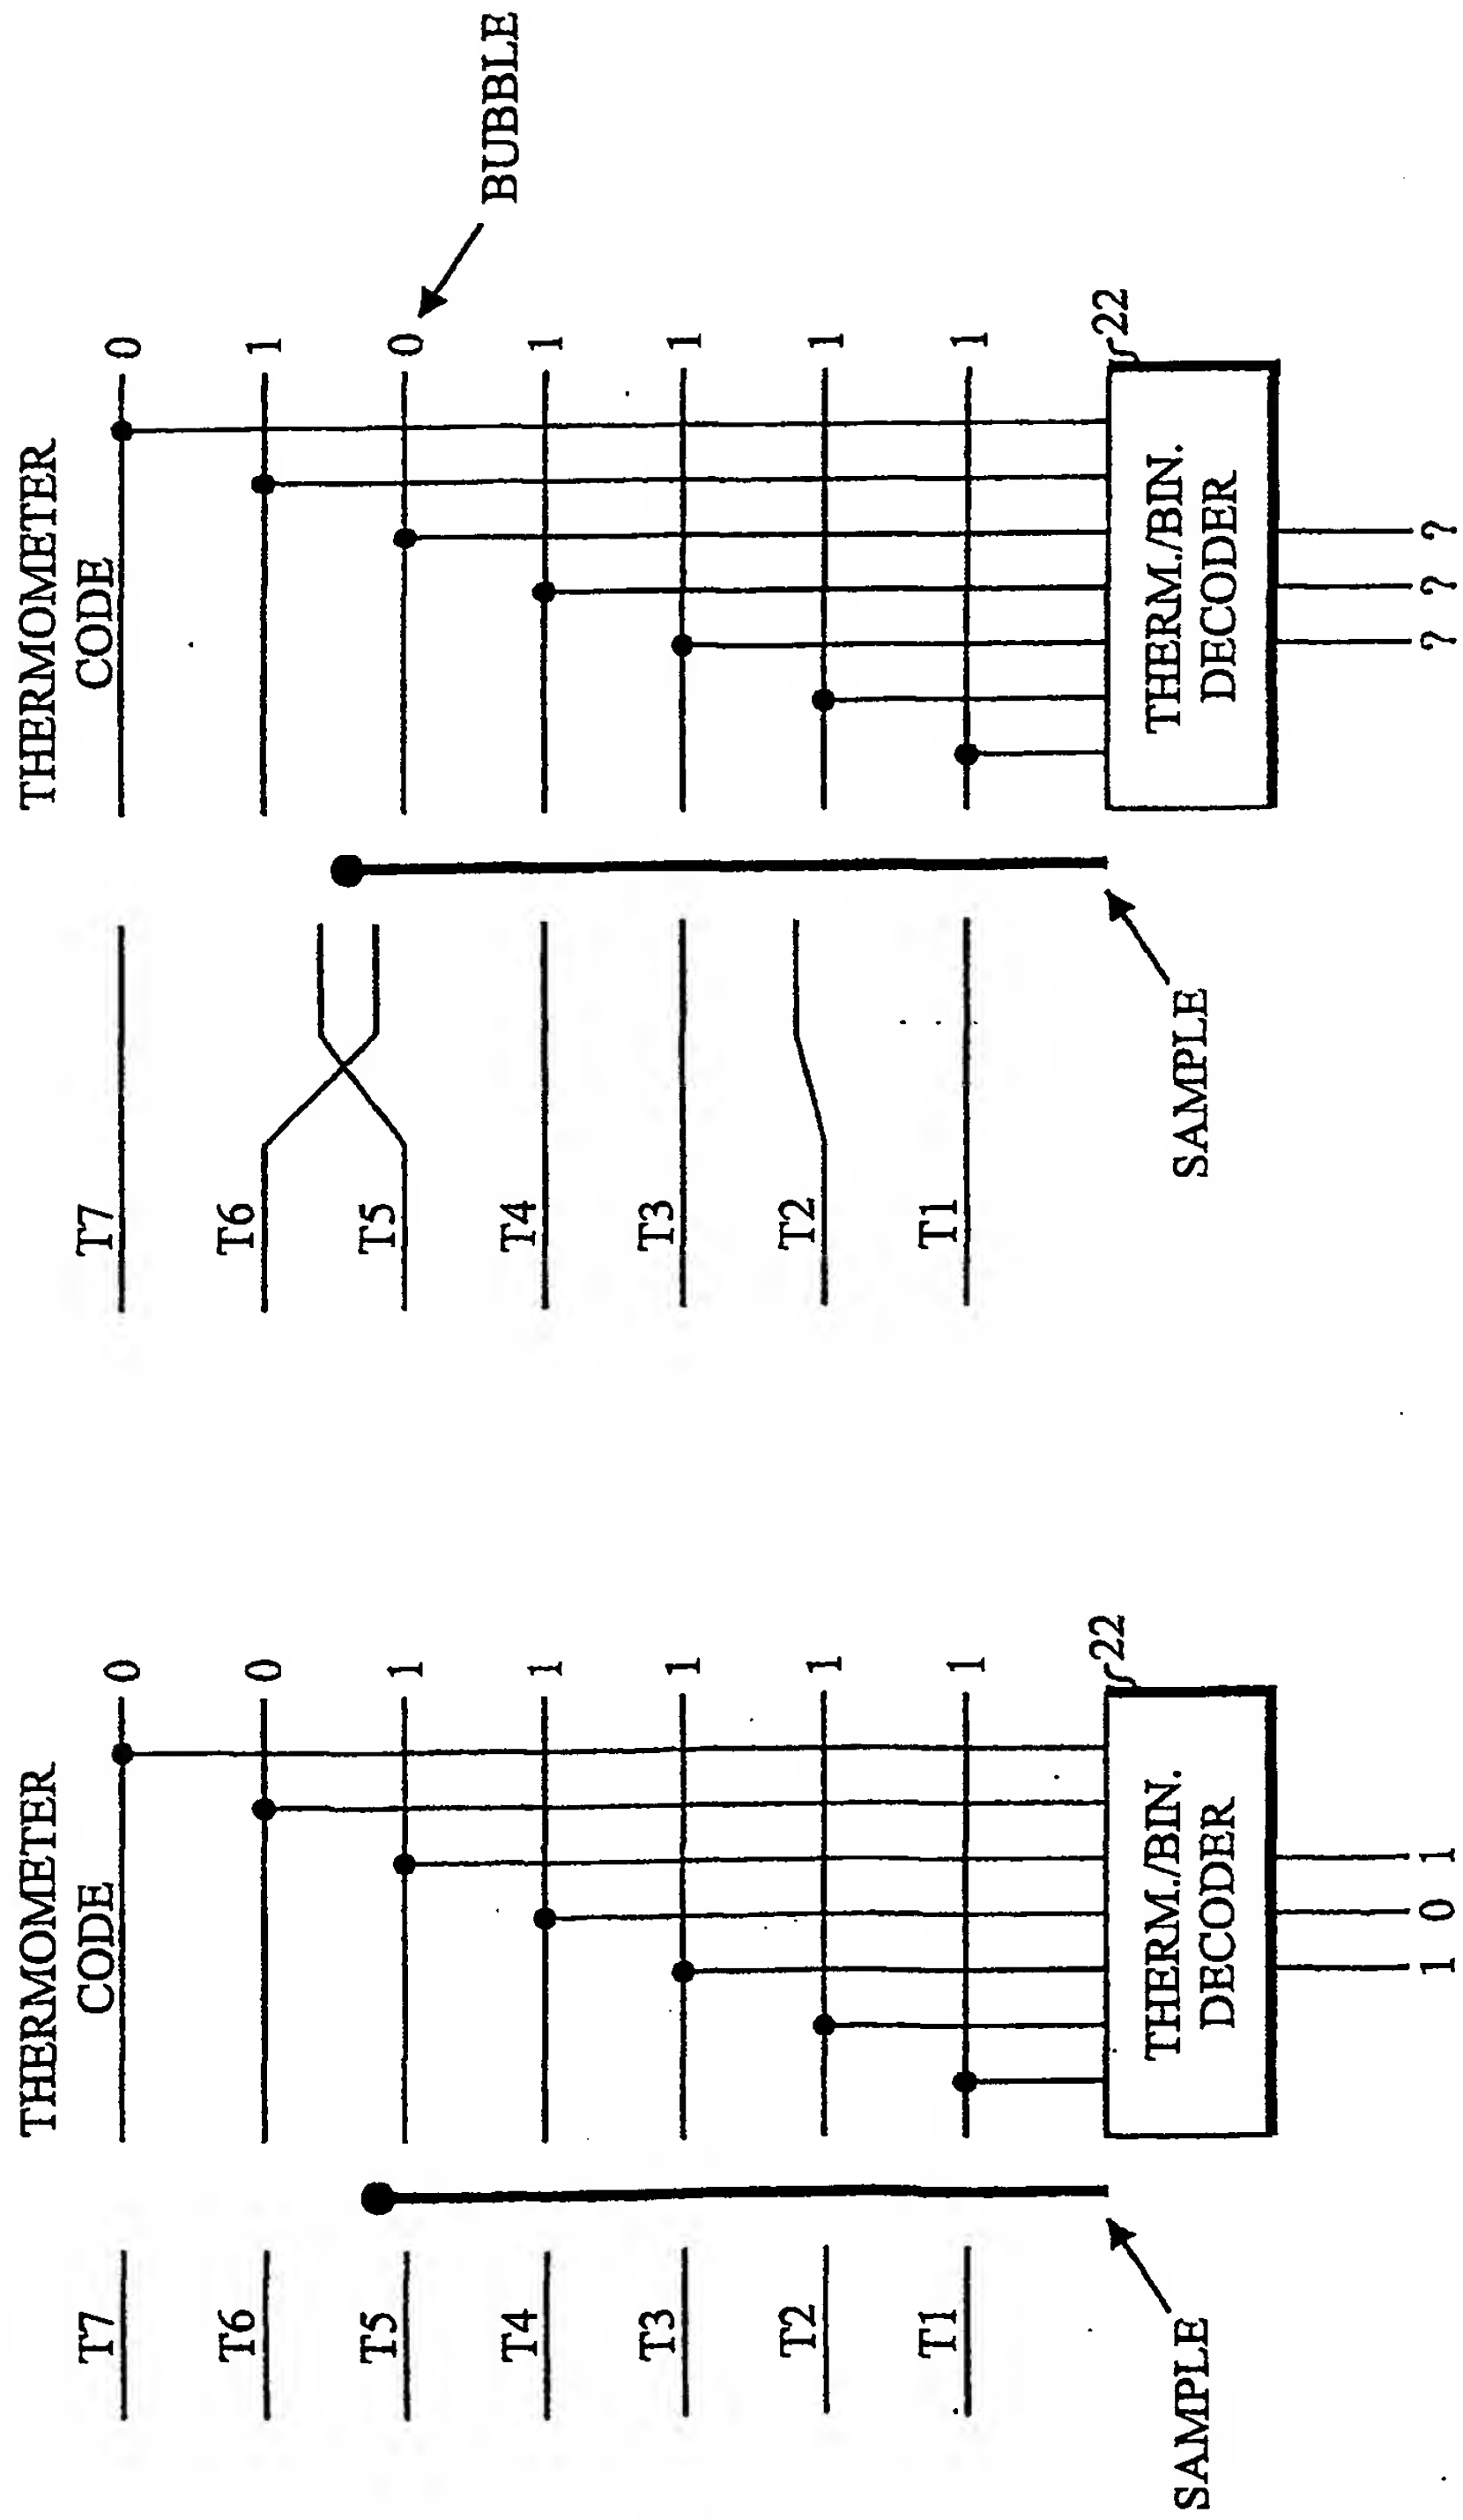 THERMOMETER
CODE
T7
0
T6
0
T5
1
T4
1
T3
1
T2
1
T1
1
22
THERM./BIN.
DECODER
SAMPLE
1 0 1
THERMOMETER
CODE
T7
0
T6
1
T5
0
BUBBLE
T4
1
T3
1
T2
1
T1
1
22
THERM./BIN.
DECODER
SAMPLE
? ? ?